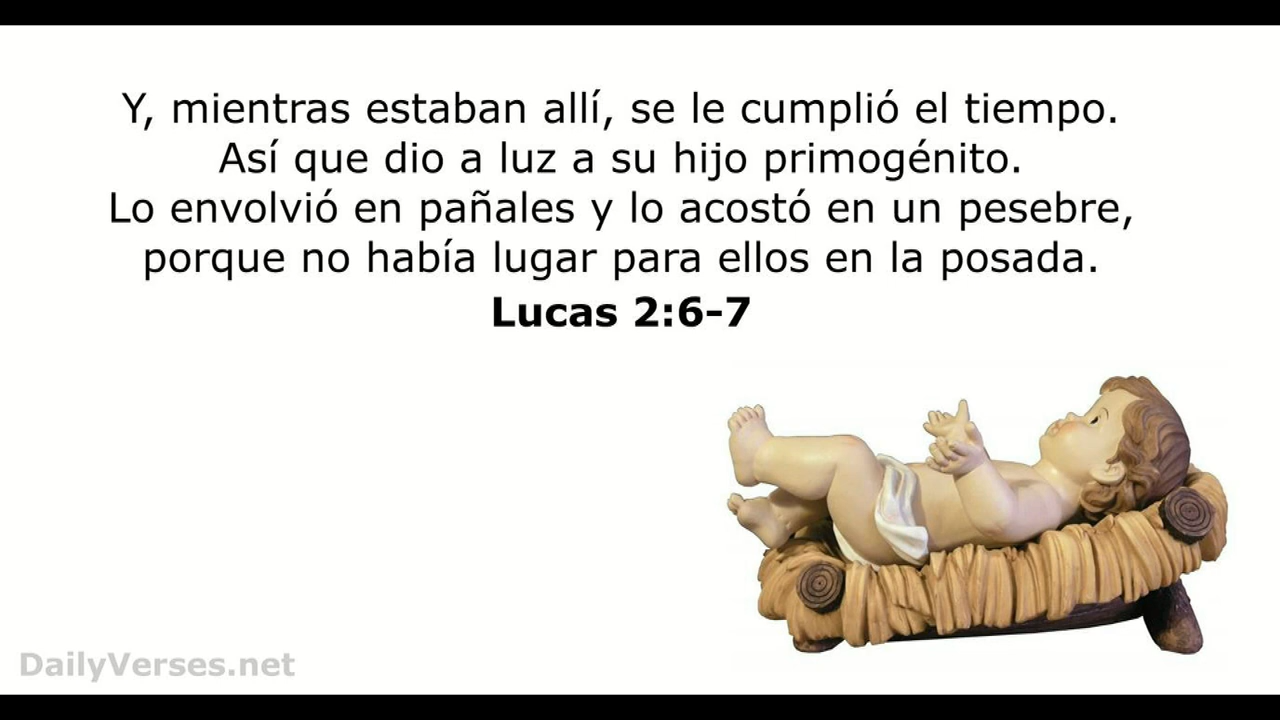 Y, mientras estaban allí, se le cumplió el tiempo.
Así que dio a luz a su hijo primogénito.
Lo envolvió en pañales y lo acostó en un pesebre,
porque no había lugar para ellos en la posada.
Lucas 2:6-7
DailyVerses.net